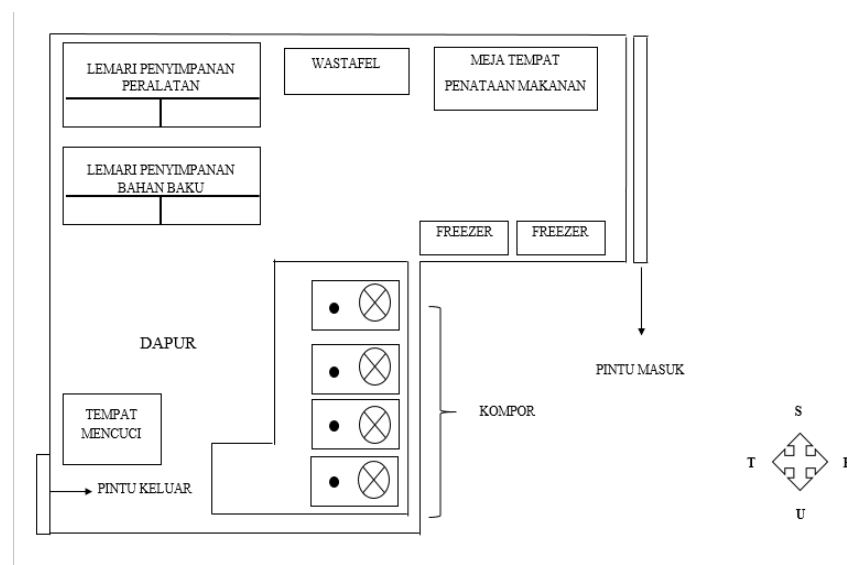 LEMARI PENYIMPANAN
PERALATAN
WASTAFEL
MEJA TEMPAT
PENATAAN MAKANAN
LEMARI PENYIMPANAN
BAHAN BAKU
FREEZER
FREEZER
DAPUR
PINTU MASUK
TEMPAT
MENCUCI
KOMPOR
PINTU KELUAR
S
T
U